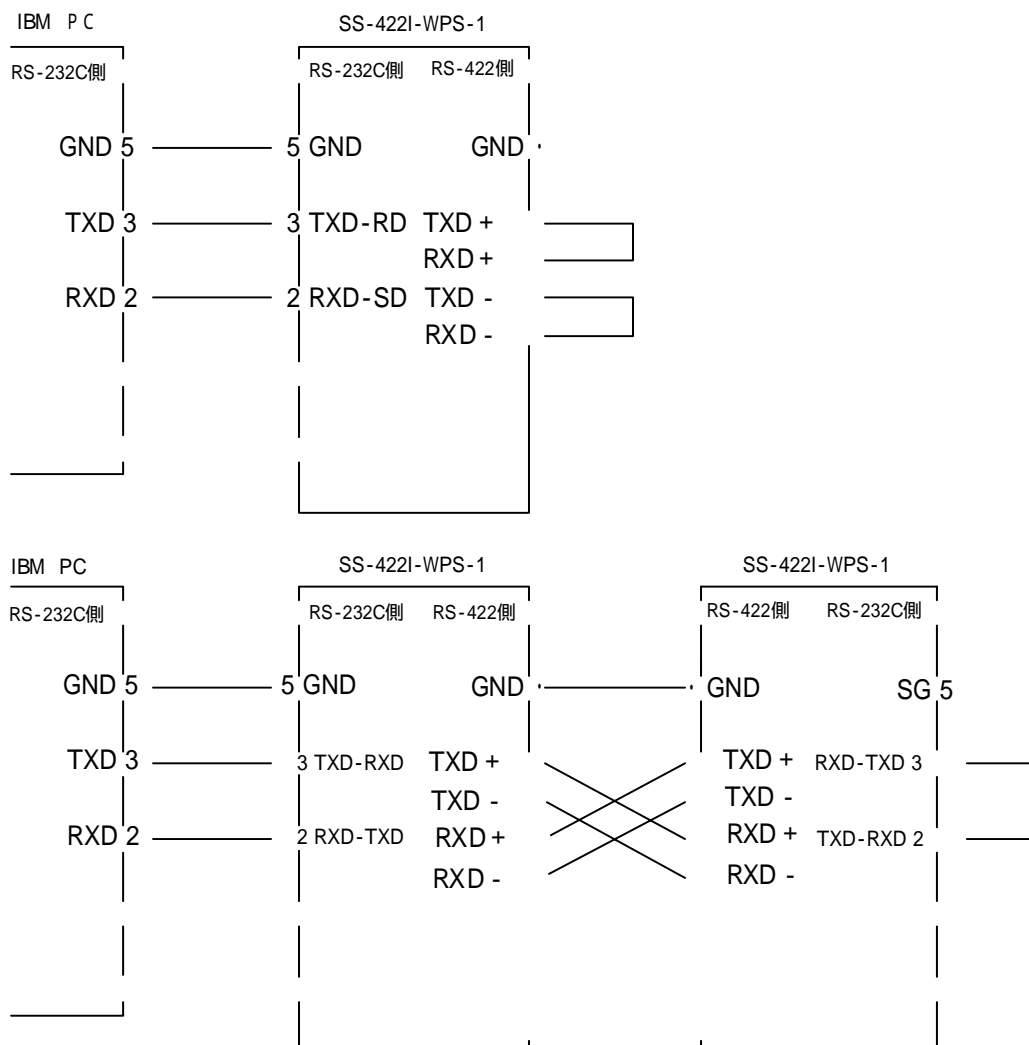 IBM PC SS-422I-WPS-1
RS-232C側 RS-232C側 RS-422側
GND 5 5 GND GND
TXD 3 3 TXD-RD TXD +
RXD +
RXD 2 2 RXD-SD TXD -
RXD -
IBM PC SS-422I-WPS-1 SS-422I-WPS-1
RS-232C側 RS-232C側 RS-422側 RS-422側 RS-232C側
GND 5 5 GND GND GND SG 5
TXD 3 3 TXD-RXD TXD + TXD + RXD-TXD 3
TXD - TXD -
RXD 2 2 RXD-TXD RXD + RXD + TXD-RXD 2
RXD - RXD -